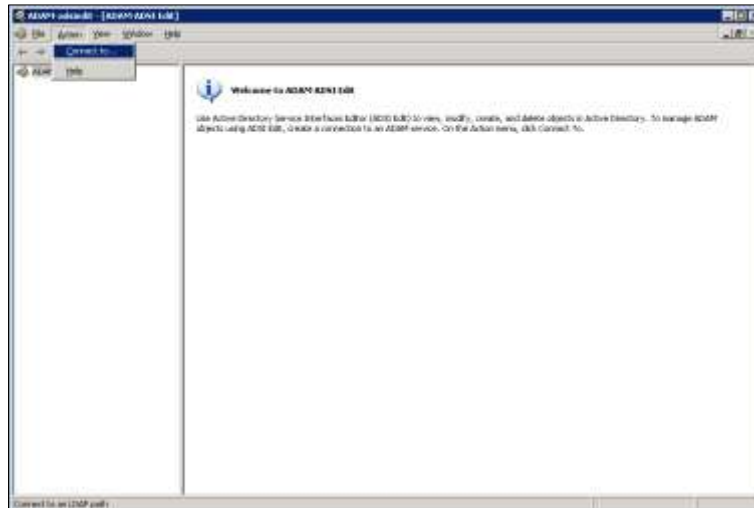 ADAM-adsiedit - [ADAM ADSI Edit]
File Action View Window Help
Connect to...
Help
ADAM
Welcome to ADAM ADSI Edit
Use Active Directory Service Interfaces Editor (ADSI Edit) to view, modify, create, and delete objects in Active Directory. To manage ADAM
objects using ADSI Edit, create a connection to an ADAM service. On the Action menu, click Connect To.
Connect to an LDAP path